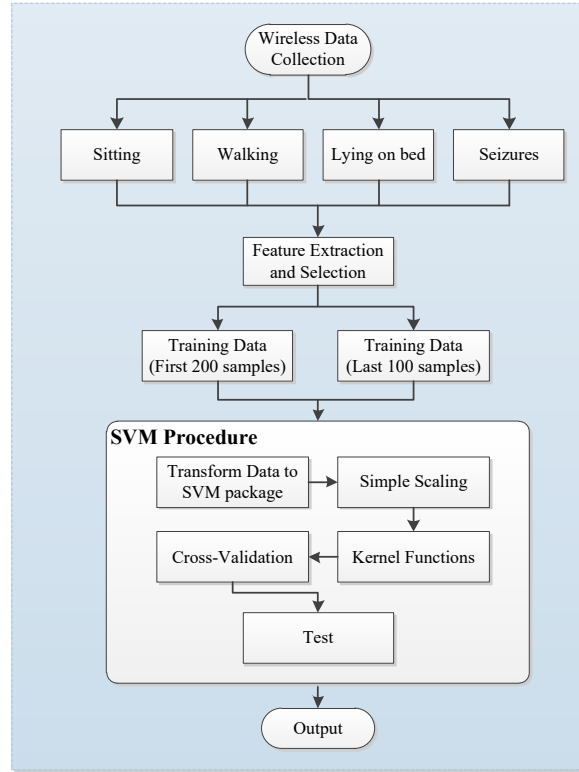 Wireless Data
Collection
Sitting
Walking
Lying on bed
Seizures
Feature Extraction
and Selection
Training Data
(First 200 samples)
Training Data
(Last 100 samples)
SVM Procedure
Transform Data to
SVM package
Simple Scaling
Cross-Validation
Kernel Functions
Test
Output